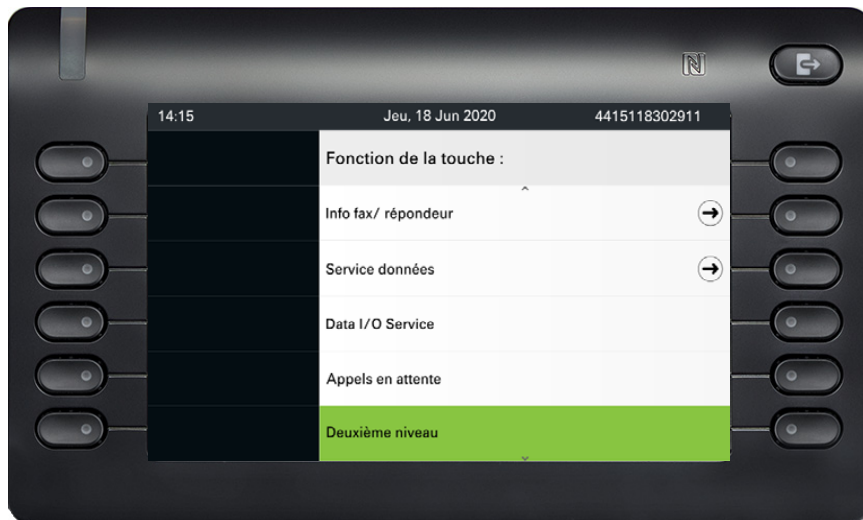 14:15 Jeu, 18 Jun 2020 4415118302911
Fonction de la touche :
Info fax/ répondeur
Service données
Data I/O Service
Appels en attente
Deuxième niveau